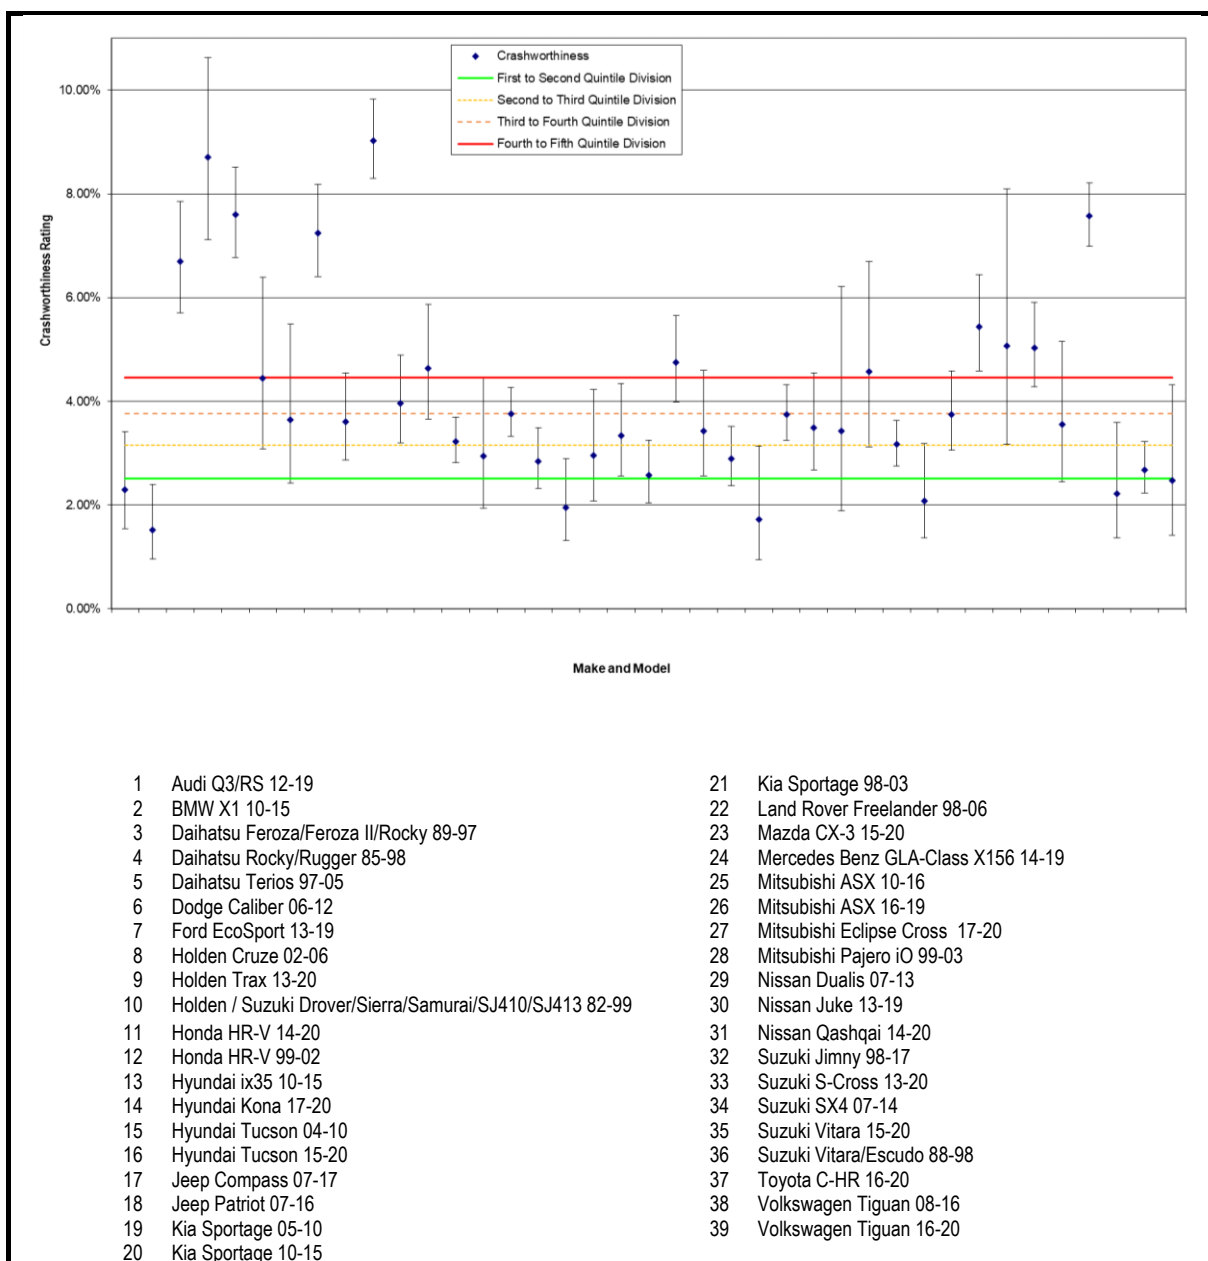 Crashworthiness
First to Second Quintile Division
Second to Third Quintile Division
Third to Fourth Quintile Division
Fourth to Fifth Quintile Division
10.00%
8.00%
6.00%
4.00%
2.00%
0.00%
Crashworthiness Rating
Make and Model
1 Audi Q3/RS 12-19
2 BMW X1 10-15
3 Daihatsu Feroza/Feroza II/Rocky 89-97
4 Daihatsu Rocky/Rugger 85-98
5 Daihatsu Terios 97-05
6 Dodge Caliber 06-12
7 Ford EcoSport 13-19
8 Holden Cruze 02-06
9 Holden Trax 13-20
10 Holden / Suzuki Drover/Sierra/Samurai/SJ410/SJ413 82-99
11 Honda HR-V 14-20
12 Honda HR-V 99-02
13 Hyundai ix35 10-15
14 Hyundai Kona 17-20
15 Hyundai Tucson 04-10
16 Hyundai Tucson 15-20
17 Jeep Compass 07-17
18 Jeep Patriot 07-16
19 Kia Sportage 05-10
20 Kia Sportage 10-15
21 Kia Sportage 98-03
22 Land Rover Freelander 98-06
23 Mazda CX-3 15-20
24 Mercedes Benz GLA-Class X156 14-19
25 Mitsubishi ASX 10-16
26 Mitsubishi ASX 16-19
27 Mitsubishi Eclipse Cross 17-20
28 Mitsubishi Pajero iO 99-03
29 Nissan Dualis 07-13
30 Nissan Juke 13-19
31 Nissan Qashqai 14-20
32 Suzuki Jimny 98-17
33 Suzuki S-Cross 13-20
34 Suzuki SX4 07-14
35 Suzuki Vitara 15-20
36 Suzuki Vitara/Escudo 88-98
37 Toyota C-HR 16-20
38 Volkswagen Tiguan 08-16
39 Volkswagen Tiguan 16-20